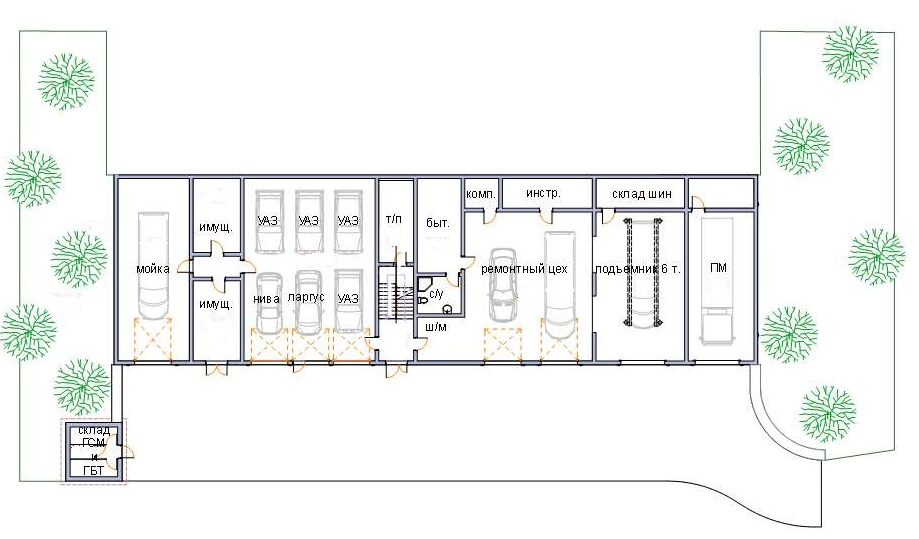 комп.
инстр.
склад шин
УАЗ
УАЗ
УАЗ
т/п
быт.
имущ.
мойка
ремонтный цех
подъемник 6 т.
ПМ
имущ.
нива
ларгус
УАЗ
с/у
ш/м
склад
ГСМ
и
ГБТ